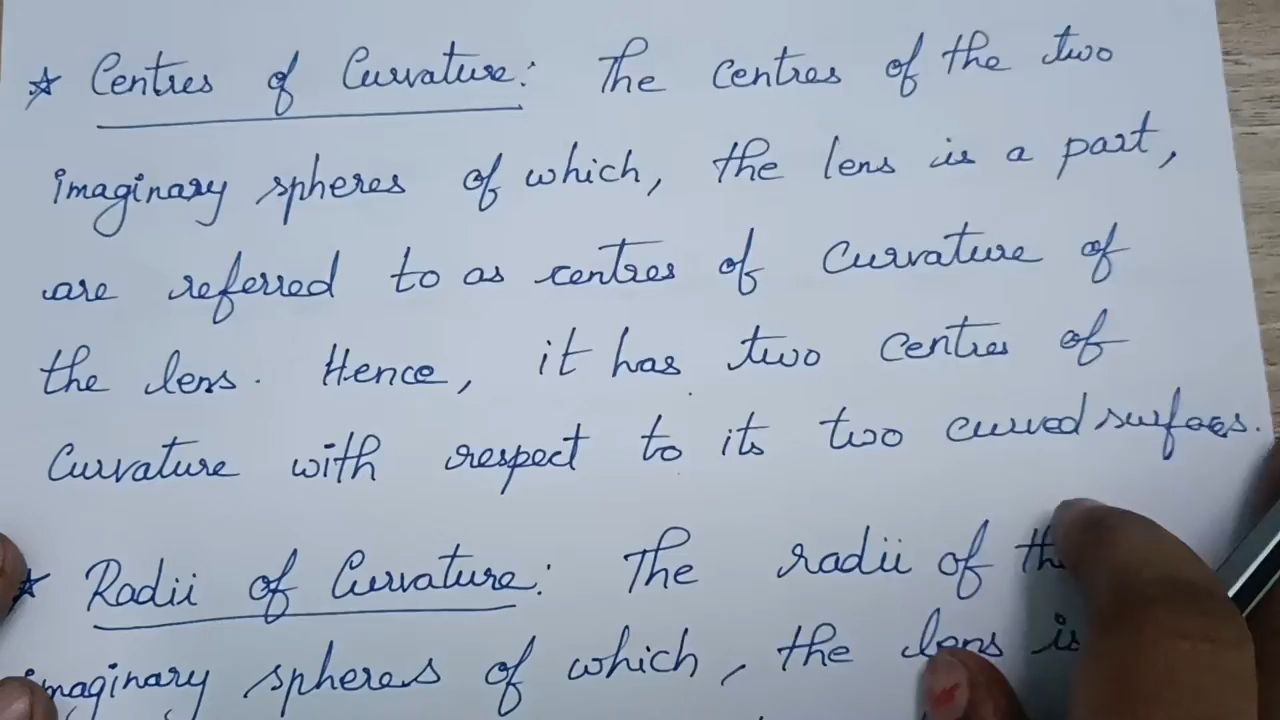 ☆ Centres of Curvature: The centres of the two
imaginary spheres of which, the lens is a part,
are referred to as centres of curvature of
the lens. Hence, it has two centres of
Curvature with respect to its two curved surfaces.
☆ Radii of Curvature: The radii of
imaginary spheres of which, the lens is